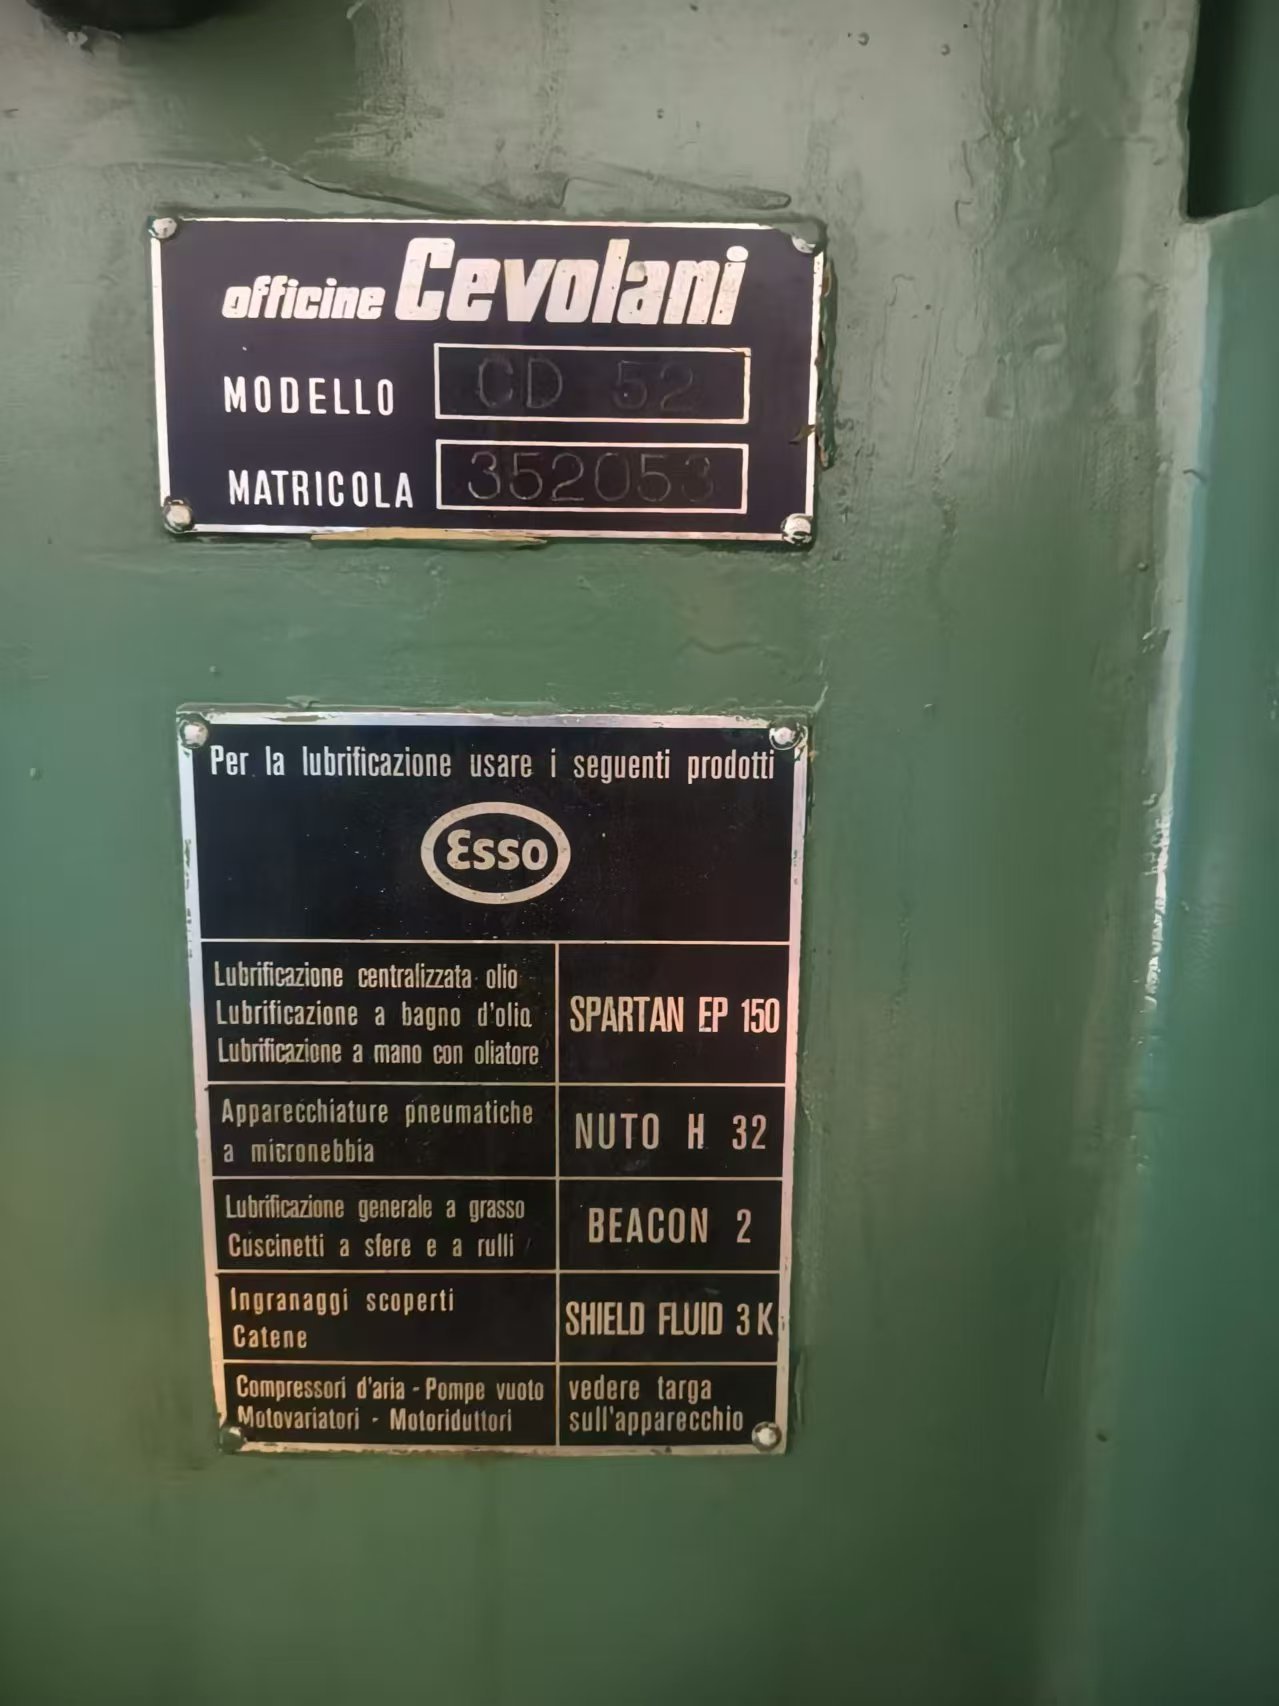 officine Cevolani
MODELLO CD 52
MATRICOLA 352053
Per la lubrificazione usare i seguenti prodotti
Esso
Lubrificazione centralizzata olio
Lubrificazione a bagno d'olio
Lubrificazione a mano con oliatore
SPARTAN EP 150
Apparecchiature pneumatiche
a micronebbia
NUTO H 32
Lubrificazione generale a grasso
Cuscinetti a sfere e a rulli
BEACON 2
Ingranaggi scoperti
Catene
SHIELD FLUID 3K
Compressori d'aria - Pompe vuoto
Motovariatori - Motoriduttori
vedere targa
sull'apparecchio